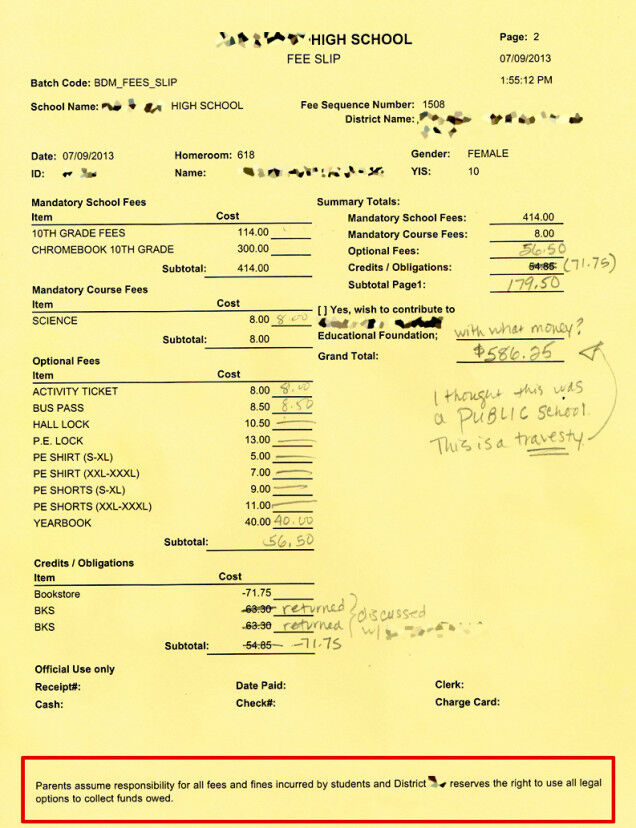 HIGH SCHOOL
Page: 2
FEE SLIP
07/09/2013
Batch Code: BDM_FEES_SLIP
1:55:12 PM
School Name: HIGH SCHOOL
Fee Sequence Number: 1508
District Name:
Date: 07/09/2013 Homeroom: 618 Gender: FEMALE
ID: Name: YIS: 10
Mandatory School Fees
Item Cost
10TH GRADE FEES 114.00
CHROMEBOOK 10TH GRADE 300.00
Subtotal: 414.00
Mandatory Course Fees
Item Cost
SCIENCE 8.00 8.00
Subtotal: 8.00
Optional Fees
Item Cost
ACTIVITY TICKET 8.00 8.00
BUS PASS 8.50 8.50
HALL LOCK 10.50
P.E. LOCK 13.00
PE SHIRT (S-XL) 5.00
PE SHIRT (XXL-XXXL) 7.00
PE SHORTS (S-XL) 9.00
PE SHORTS (XXL-XXXL) 11.00
YEARBOOK 40.00 40.00
Subtotal: 56.50
Credits / Obligations
Item Cost
Bookstore -71.75
BKS 63.30 returned
BKS 63.30 returned
discussed
w/
Subtotal: 54.85 -71.75
Summary Totals:
Mandatory School Fees: 414.00
Mandatory Course Fees: 8.00
Optional Fees: 56.50
Credits / Obligations: 54.85 (71.75)
Subtotal Page1: 179.50
[ ] Yes, wish to contribute to
Educational Foundation; with what money?
Grand Total: $586.25
I thought this was
a PUBLIC School.
This is a travesty
Official Use only
Receipt#: Date Paid: Clerk:
Cash: Check#: Charge Card:
Parents assume responsibility for all fees and fines incurred by students and District reserves the right to use all legal
options to collect funds owed.